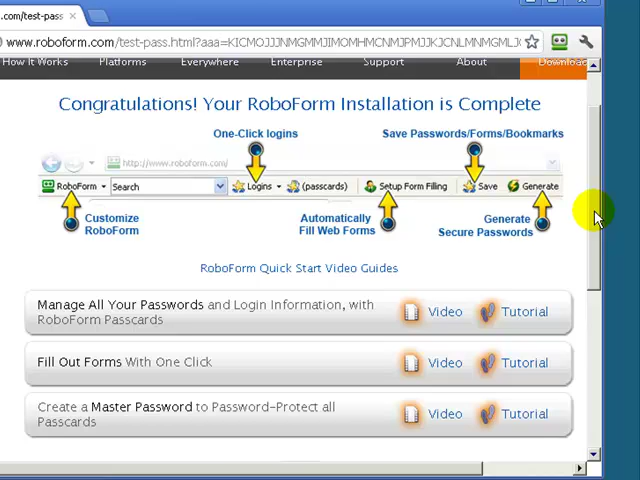 .com/test-pass
www.roboform.com/test-pass.html?aaa=
How It Works Platforms Everywhere Enterprise Support About Download
Congratulations! Your RoboForm Installation is Complete
One-Click logins Save Passwords/Forms/Bookmarks
http://www.roboform.com/
RoboForm Search Logins (passcards) Setup Form Filling Save Generate
Customize RoboForm
Automatically Fill Web Forms
Generate Secure Passwords
RoboForm Quick Start Video Guides
Manage All Your Passwords and Login Information, with
RoboForm Passcards
Video Tutorial
Fill Out Forms With One Click
Video Tutorial
Create a Master Password to Password-Protect all
Passcards
Video Tutorial